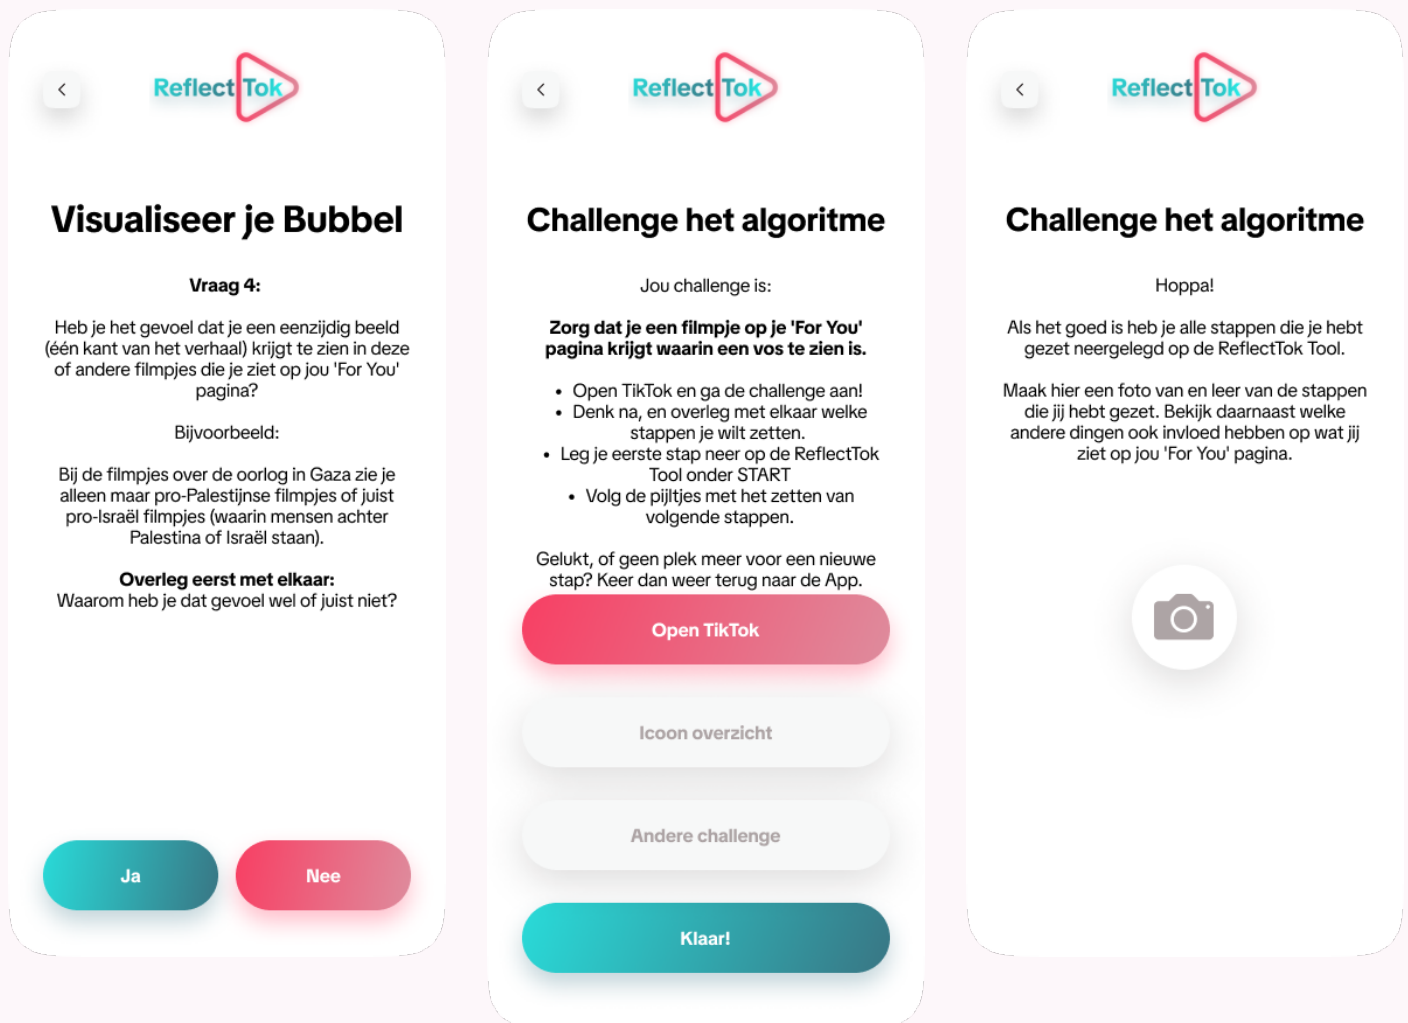 ReflectTok
Visualiseer je Bubbel
Vraag 4:
Heb je het gevoel dat je een eenzijdig beeld
(één kant van het verhaal) krijgt te zien in deze
of andere filmpjes die je ziet op jou 'For You'
pagina?
Bijvoorbeeld:
Bij de filmpjes over de oorlog in Gaza zie je
alleen maar pro-Palestijnse filmpjes of juist
pro-Israël filmpjes (waarin mensen achter
Palestina of Israël staan).
Overleg eerst met elkaar:
Waarom heb je dat gevoel wel of juist niet?
Ja
Nee
ReflectTok
Challenge het algoritme
Jou challenge is:
Zorg dat je een filmpje op je 'For You'
pagina krijgt waarin een vos te zien is.
• Open TikTok en ga de challenge aan!
• Denk na, en overleg met elkaar welke
stappen je wilt zetten.
• Leg je eerste stap neer op de ReflectTok
Tool onder START
• Volg de pijltjes met het zetten van
volgende stappen.
Gelukt, of geen plek meer voor een nieuwe
stap? Keer dan weer terug naar de App.
Open TikTok
Icoon overzicht
Andere challenge
Klaar!
ReflectTok
Challenge het algoritme
Hoppa!
Als het goed is heb je alle stappen die je hebt
gezet neergelegd op de ReflectTok Tool.
Maak hier een foto van en leer van de stappen
die jij hebt gezet. Bekijk daarnaast welke
andere dingen ook invloed hebben op wat jij
ziet op jou 'For You' pagina.